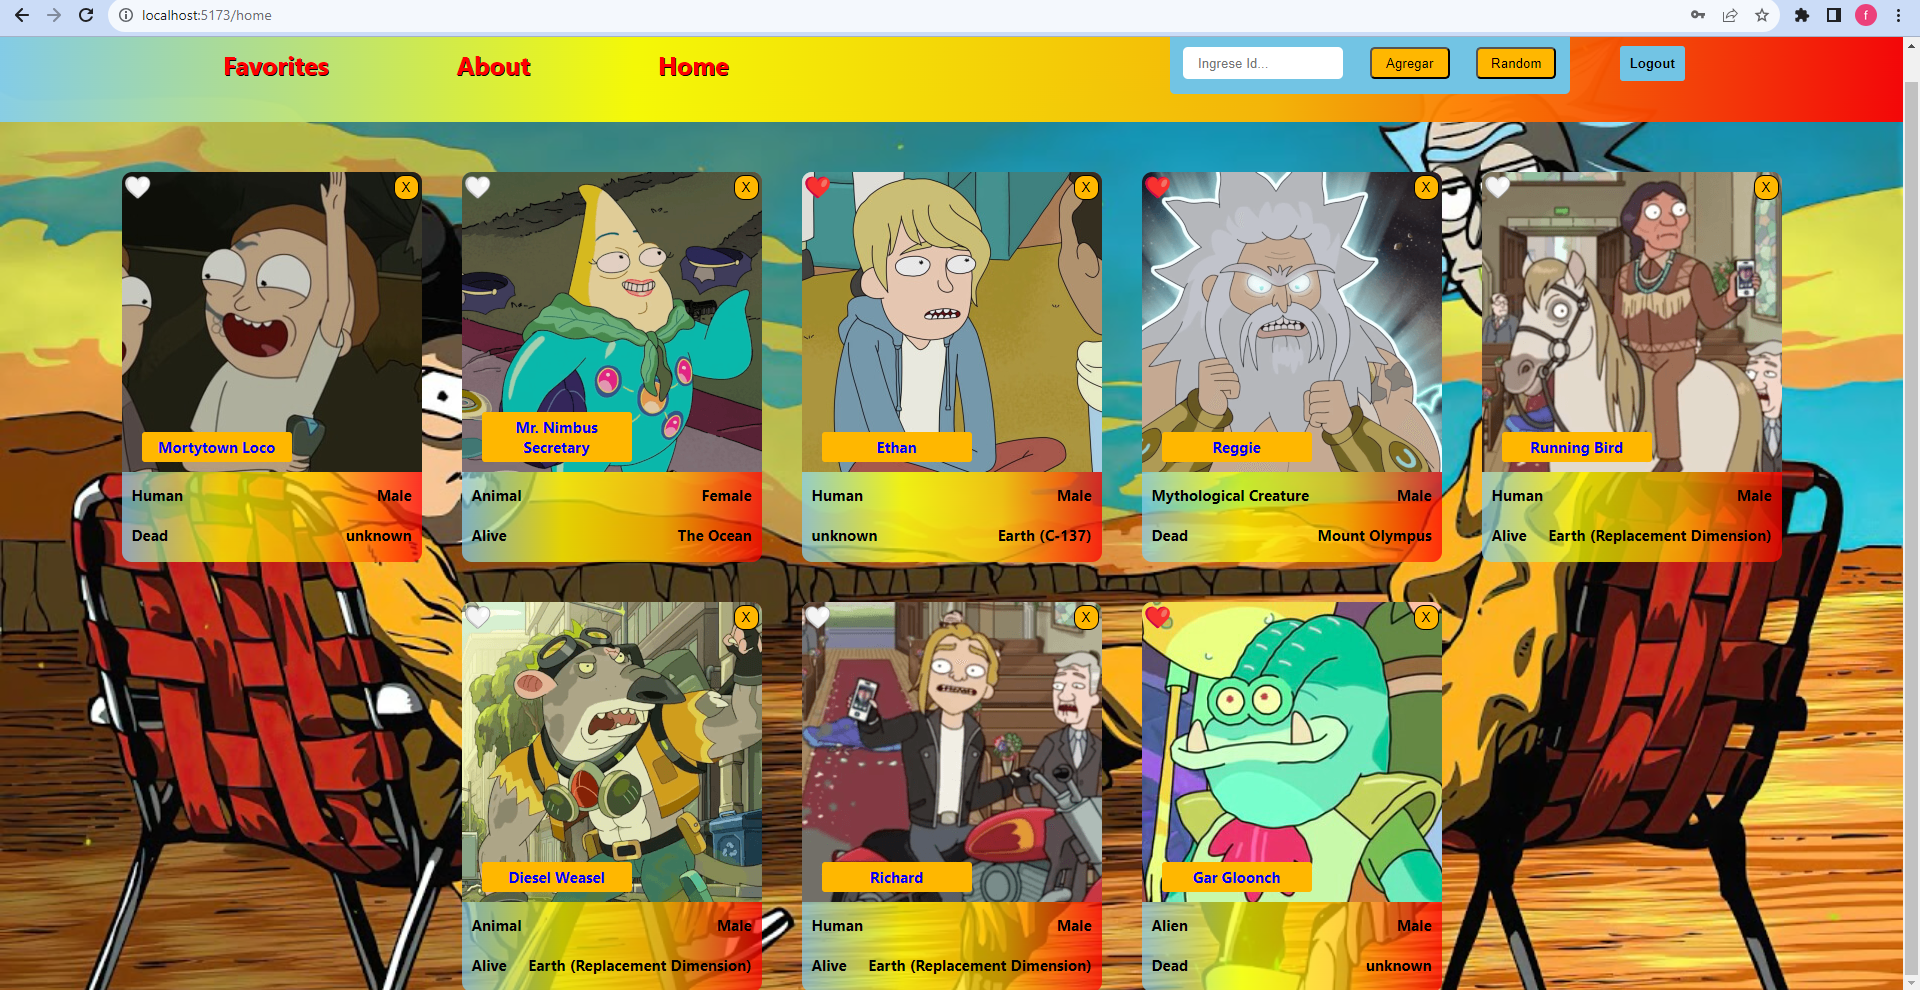 localhost:5173/home
f
Favorites
About
Home
Ingrese Id...
Agregar
Random
Logout
X
Mortytown Loco
Human
Male
Dead
unknown
X
Mr. Nimbus
Secretary
Animal
Female
Alive
The Ocean
X
Ethan
Human
Male
unknown
Earth (C-137)
X
Reggie
Mythological Creature
Male
Dead
Mount Olympus
X
Running Bird
Human
Male
Alive
Earth (Replacement Dimension)
X
Diesel Weasel
Animal
Male
Alive
Earth (Replacement Dimension)
X
Richard
Human
Male
Alive
Earth (Replacement Dimension)
X
Gar Gloonch
Alien
Male
Dead
unknown